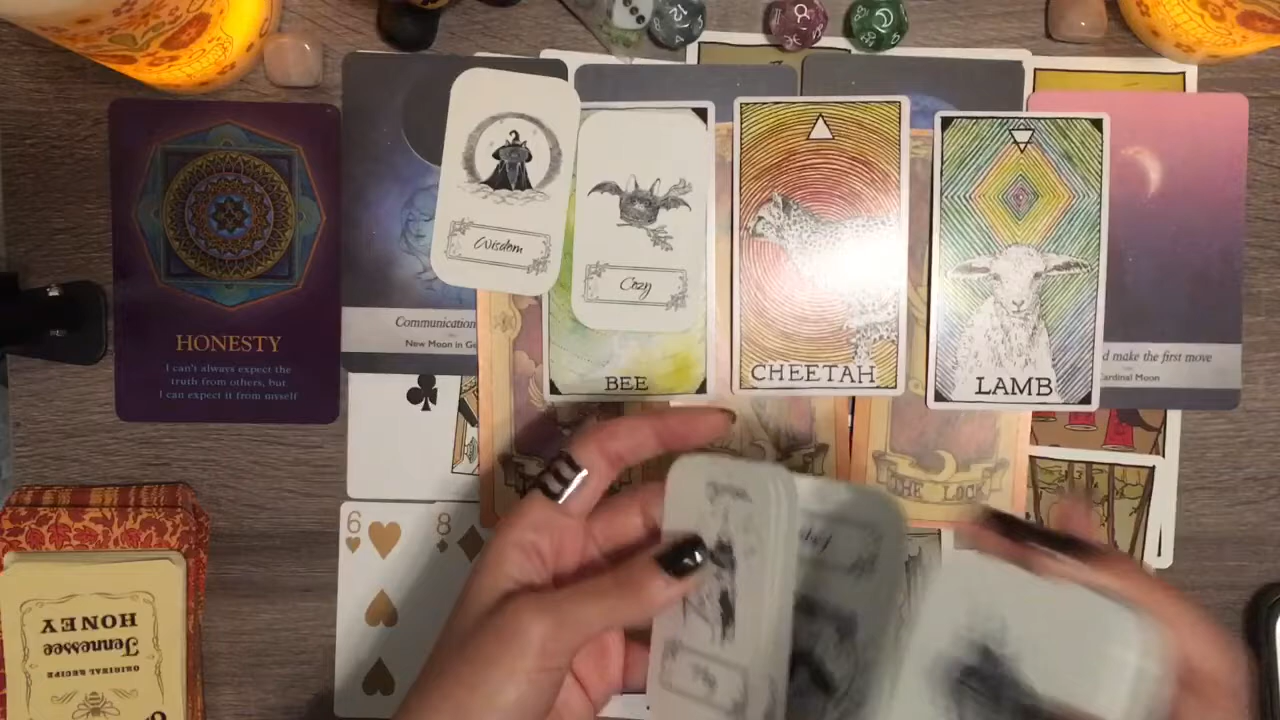 HONESTY
I can't always expect the
truth from others, but
I can expect it from myself
Communication
New Moon in Ge
Wisdom
Cozy
BEE
CHEETAH
LAMB
d make the first move
Cardinal Moon
THE LOCK
6
8
12
HONEY
Tennessee
ORIGINAL RECIPE